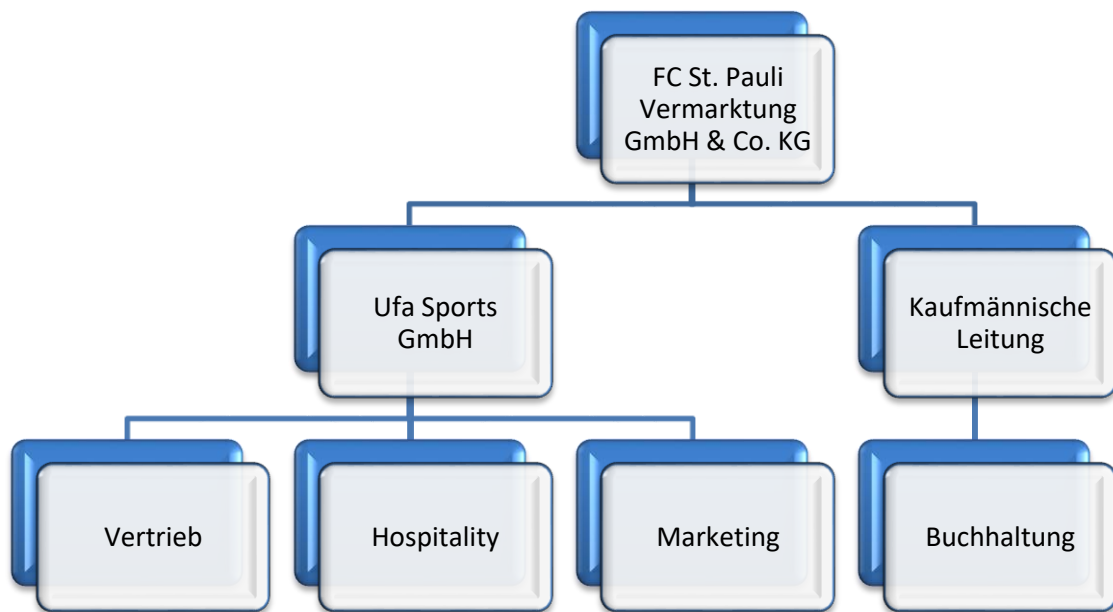 FC St. Pauli
Vermarktung
GmbH & Co. KG
Ufa Sports
GmbH
Kaufmännische
Leitung
Vertrieb
Hospitality
Marketing
Buchhaltung